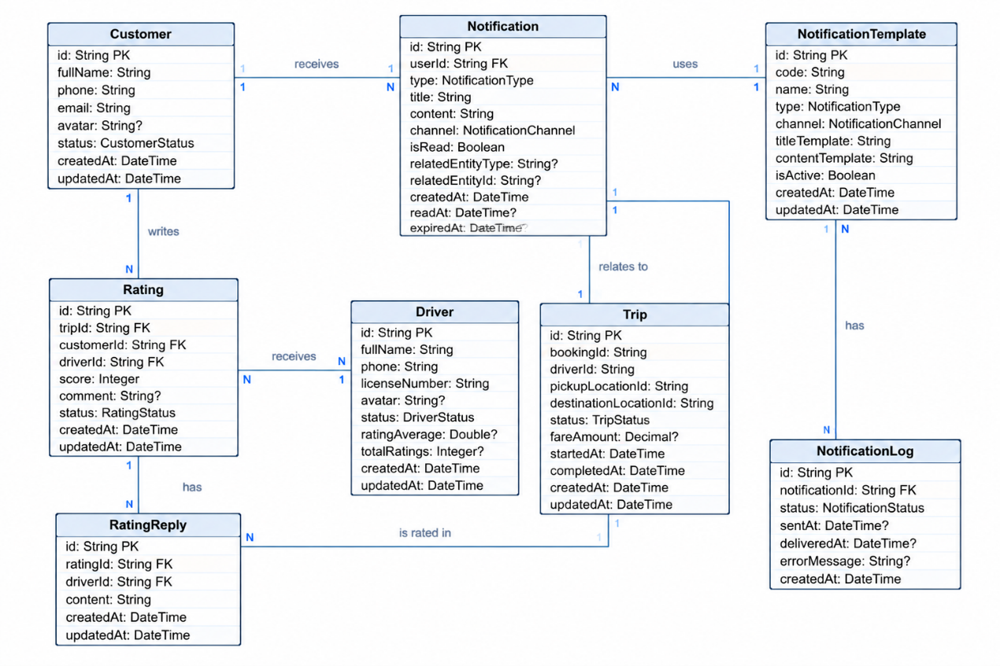 Customer
id: String PK
fullName: String
phone: String
email: String
avatar: String?
status: CustomerStatus
createdAt: DateTime
updatedAt: DateTime
1
1
receives
1
N
Notification
id: String PK
userId: String FK
type: NotificationType
title: String
content: String
channel: NotificationChannel
isRead: Boolean
relatedEntityType: String?
relatedEntityId: String?
createdAt: DateTime
readAt: DateTime?
expiredAt: DateTime?
N
uses
1
1
NotificationTemplate
id: String PK
code: String
name: String
type: NotificationType
channel: NotificationChannel
titleTemplate: String
contentTemplate: String
isActive: Boolean
createdAt: DateTime
updatedAt: DateTime
1
writes
N
1
1
1
relates to
1
1 N
has
N
Rating
id: String PK
tripId: String FK
customerId: String FK
driverId: String FK
score: Integer
comment: String?
status: RatingStatus
createdAt: DateTime
updatedAt: DateTime
N
receives
N
1
Driver
id: String PK
fullName: String
phone: String
licenseNumber: String
avatar: String?
status: DriverStatus
ratingAverage: Double?
totalRatings: Integer?
createdAt: DateTime
updatedAt: DateTime
Trip
id: String PK
bookingId: String
driverId: String
pickupLocationId: String
destinationLocationId: String
status: TripStatus
fareAmount: Decimal?
startedAt: DateTime
completedAt: DateTime
createdAt: DateTime
updatedAt: DateTime
NotificationLog
id: String PK
notificationId: String FK
status: NotificationStatus
sentAt: DateTime?
deliveredAt: DateTime?
errorMessage: String?
createdAt: DateTime
1
has
N
RatingReply
id: String PK
ratingId: String FK
driverId: String FK
content: String
createdAt: DateTime
updatedAt: DateTime
N
is rated in
1
1